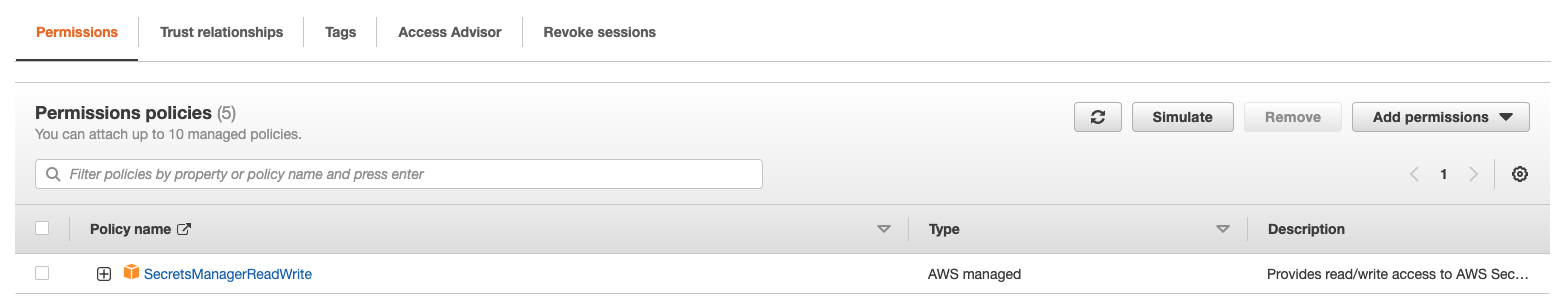 Permissions Trust relationships Tags Access Advisor Revoke sessions
Permissions policies (5)
You can attach up to 10 managed policies.
Simulate Remove Add permissions
Filter policies by property or policy name and press enter
1
Policy name Type Description
SecretsManagerReadWrite AWS managed Provides read/write access to AWS Sec...